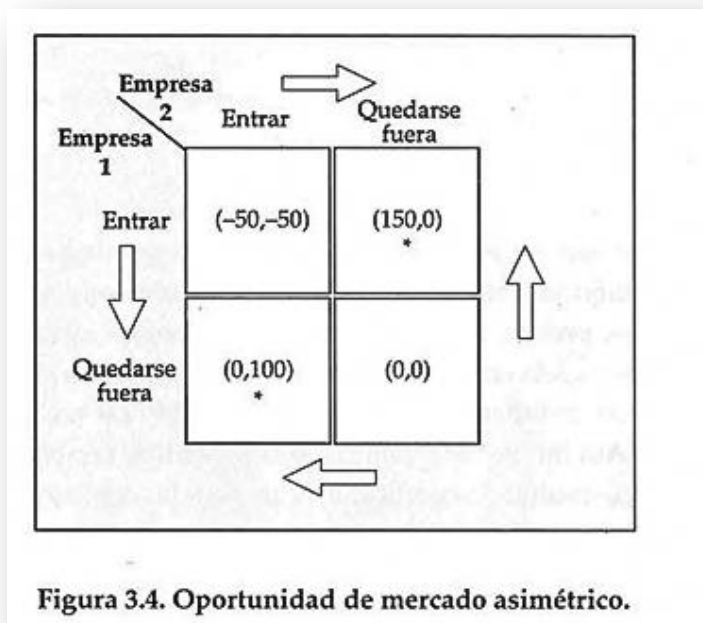 Empresa
2
Entrar
Quedarse
fuera
Empresa
1
Entrar
(-50,-50)
(150,0)
*
Quedarse
fuera
(0,100)
*
(0,0)
Figura 3.4. Oportunidad de mercado asimétrico.